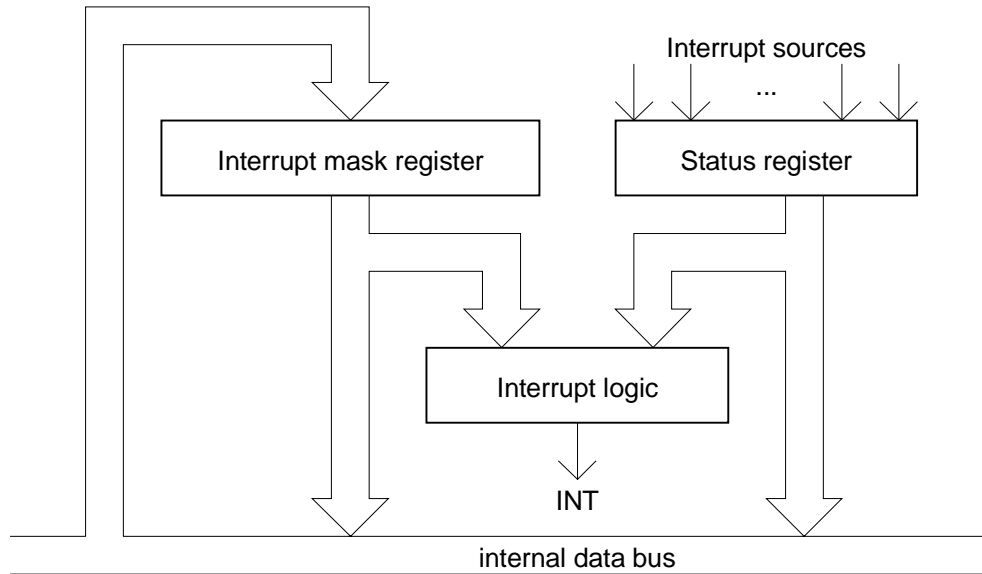 Interrupt sources
...
Interrupt mask register
Status register
Interrupt logic
INT
internal data bus